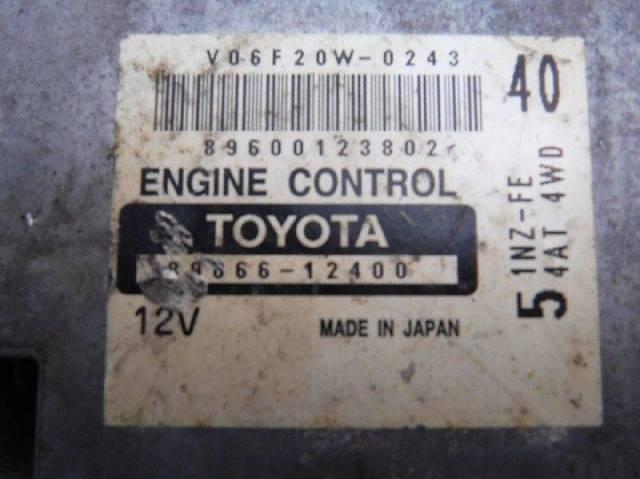 V06F20W-0243
89600123802
ENGINE CONTROL
TOYOTA
89666-12400
12V MADE IN JAPAN
40
1NZ-FE
4AT 4WD
5